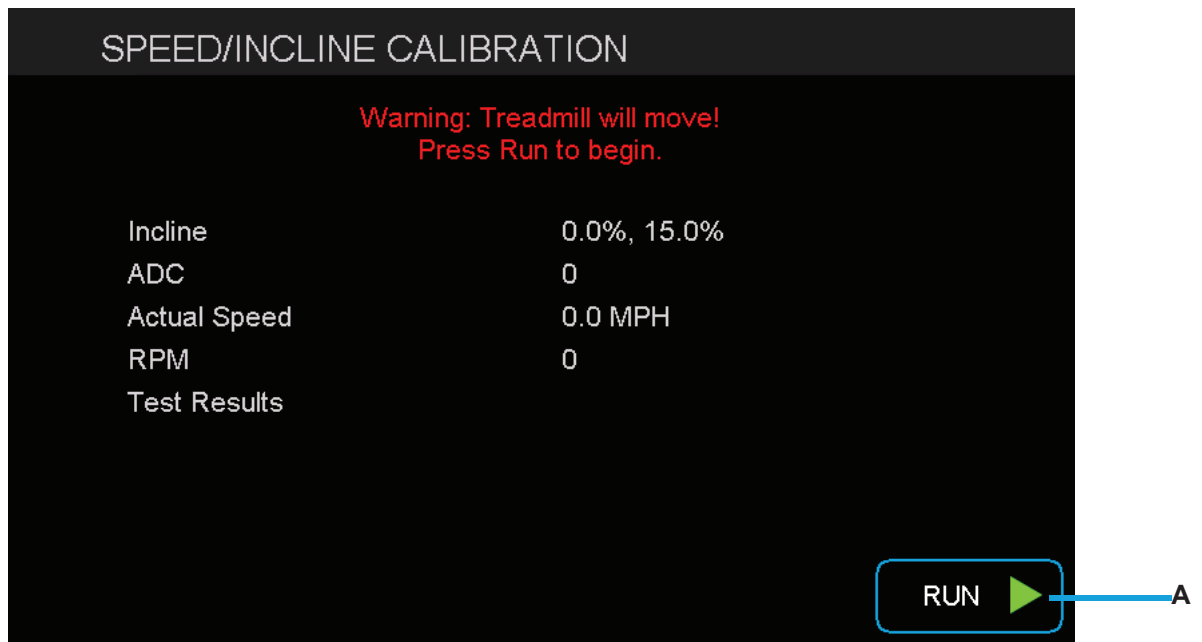 SPEED/INCLINE CALIBRATION
Warning: Treadmill will move!
Press Run to begin.
Incline 0.0%, 15.0%
ADC 0
Actual Speed 0.0 MPH
RPM 0
Test Results
RUN
A